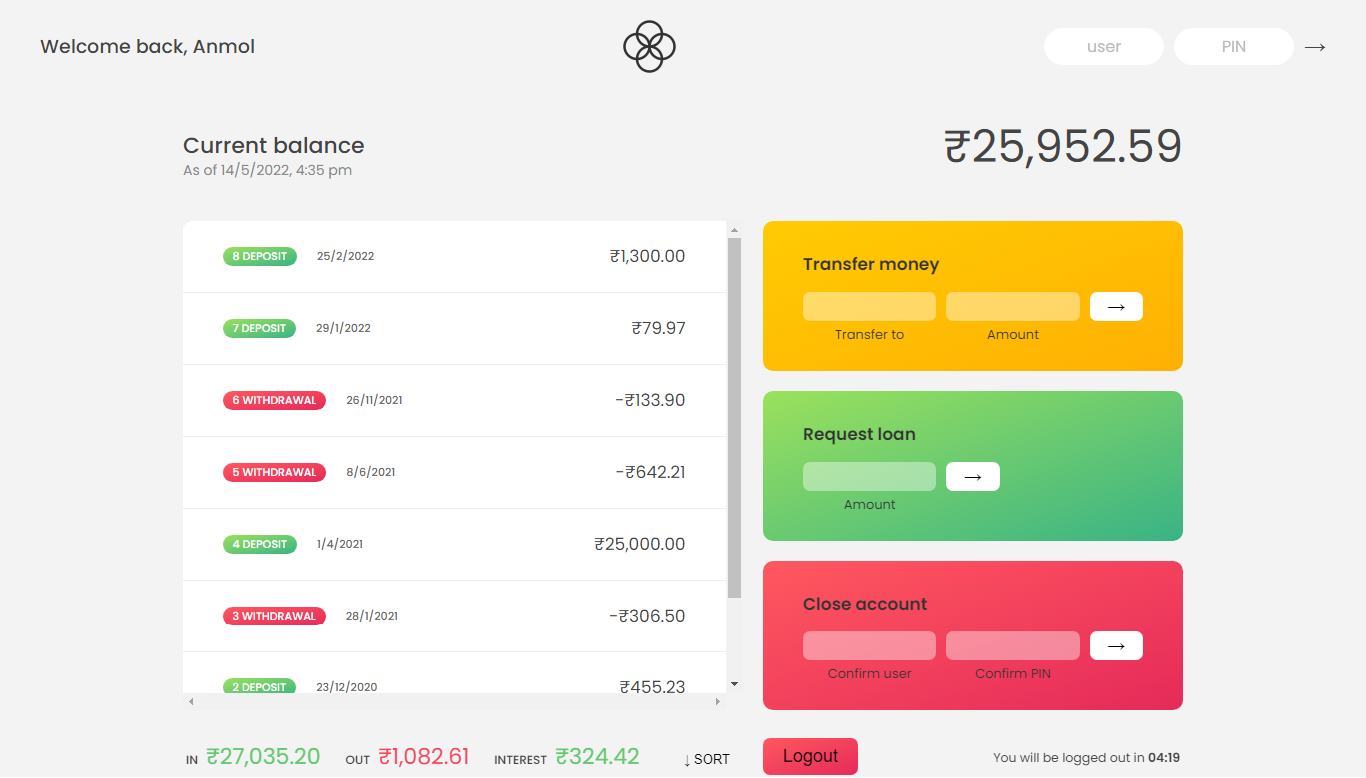 Welcome back, Anmol
user
PIN
→
Current balance
As of 14/5/2022, 4:35 pm
₹25,952.59
8 DEPOSIT 25/2/2022 ₹1,300.00
7 DEPOSIT 29/1/2022 ₹79.97
6 WITHDRAWAL 26/11/2021 -₹133.90
5 WITHDRAWAL 8/6/2021 -₹642.21
4 DEPOSIT 1/4/2021 ₹25,000.00
3 WITHDRAWAL 28/1/2021 -₹306.50
2 DEPOSIT 23/12/2020 ₹455.23
Transfer money
→
Transfer to Amount
Request loan
→
Amount
Close account
→
Confirm user Confirm PIN
IN ₹27,035.20 OUT ₹1,082.61 INTEREST ₹324.42 ↓ SORT
Logout
You will be logged out in 04:19